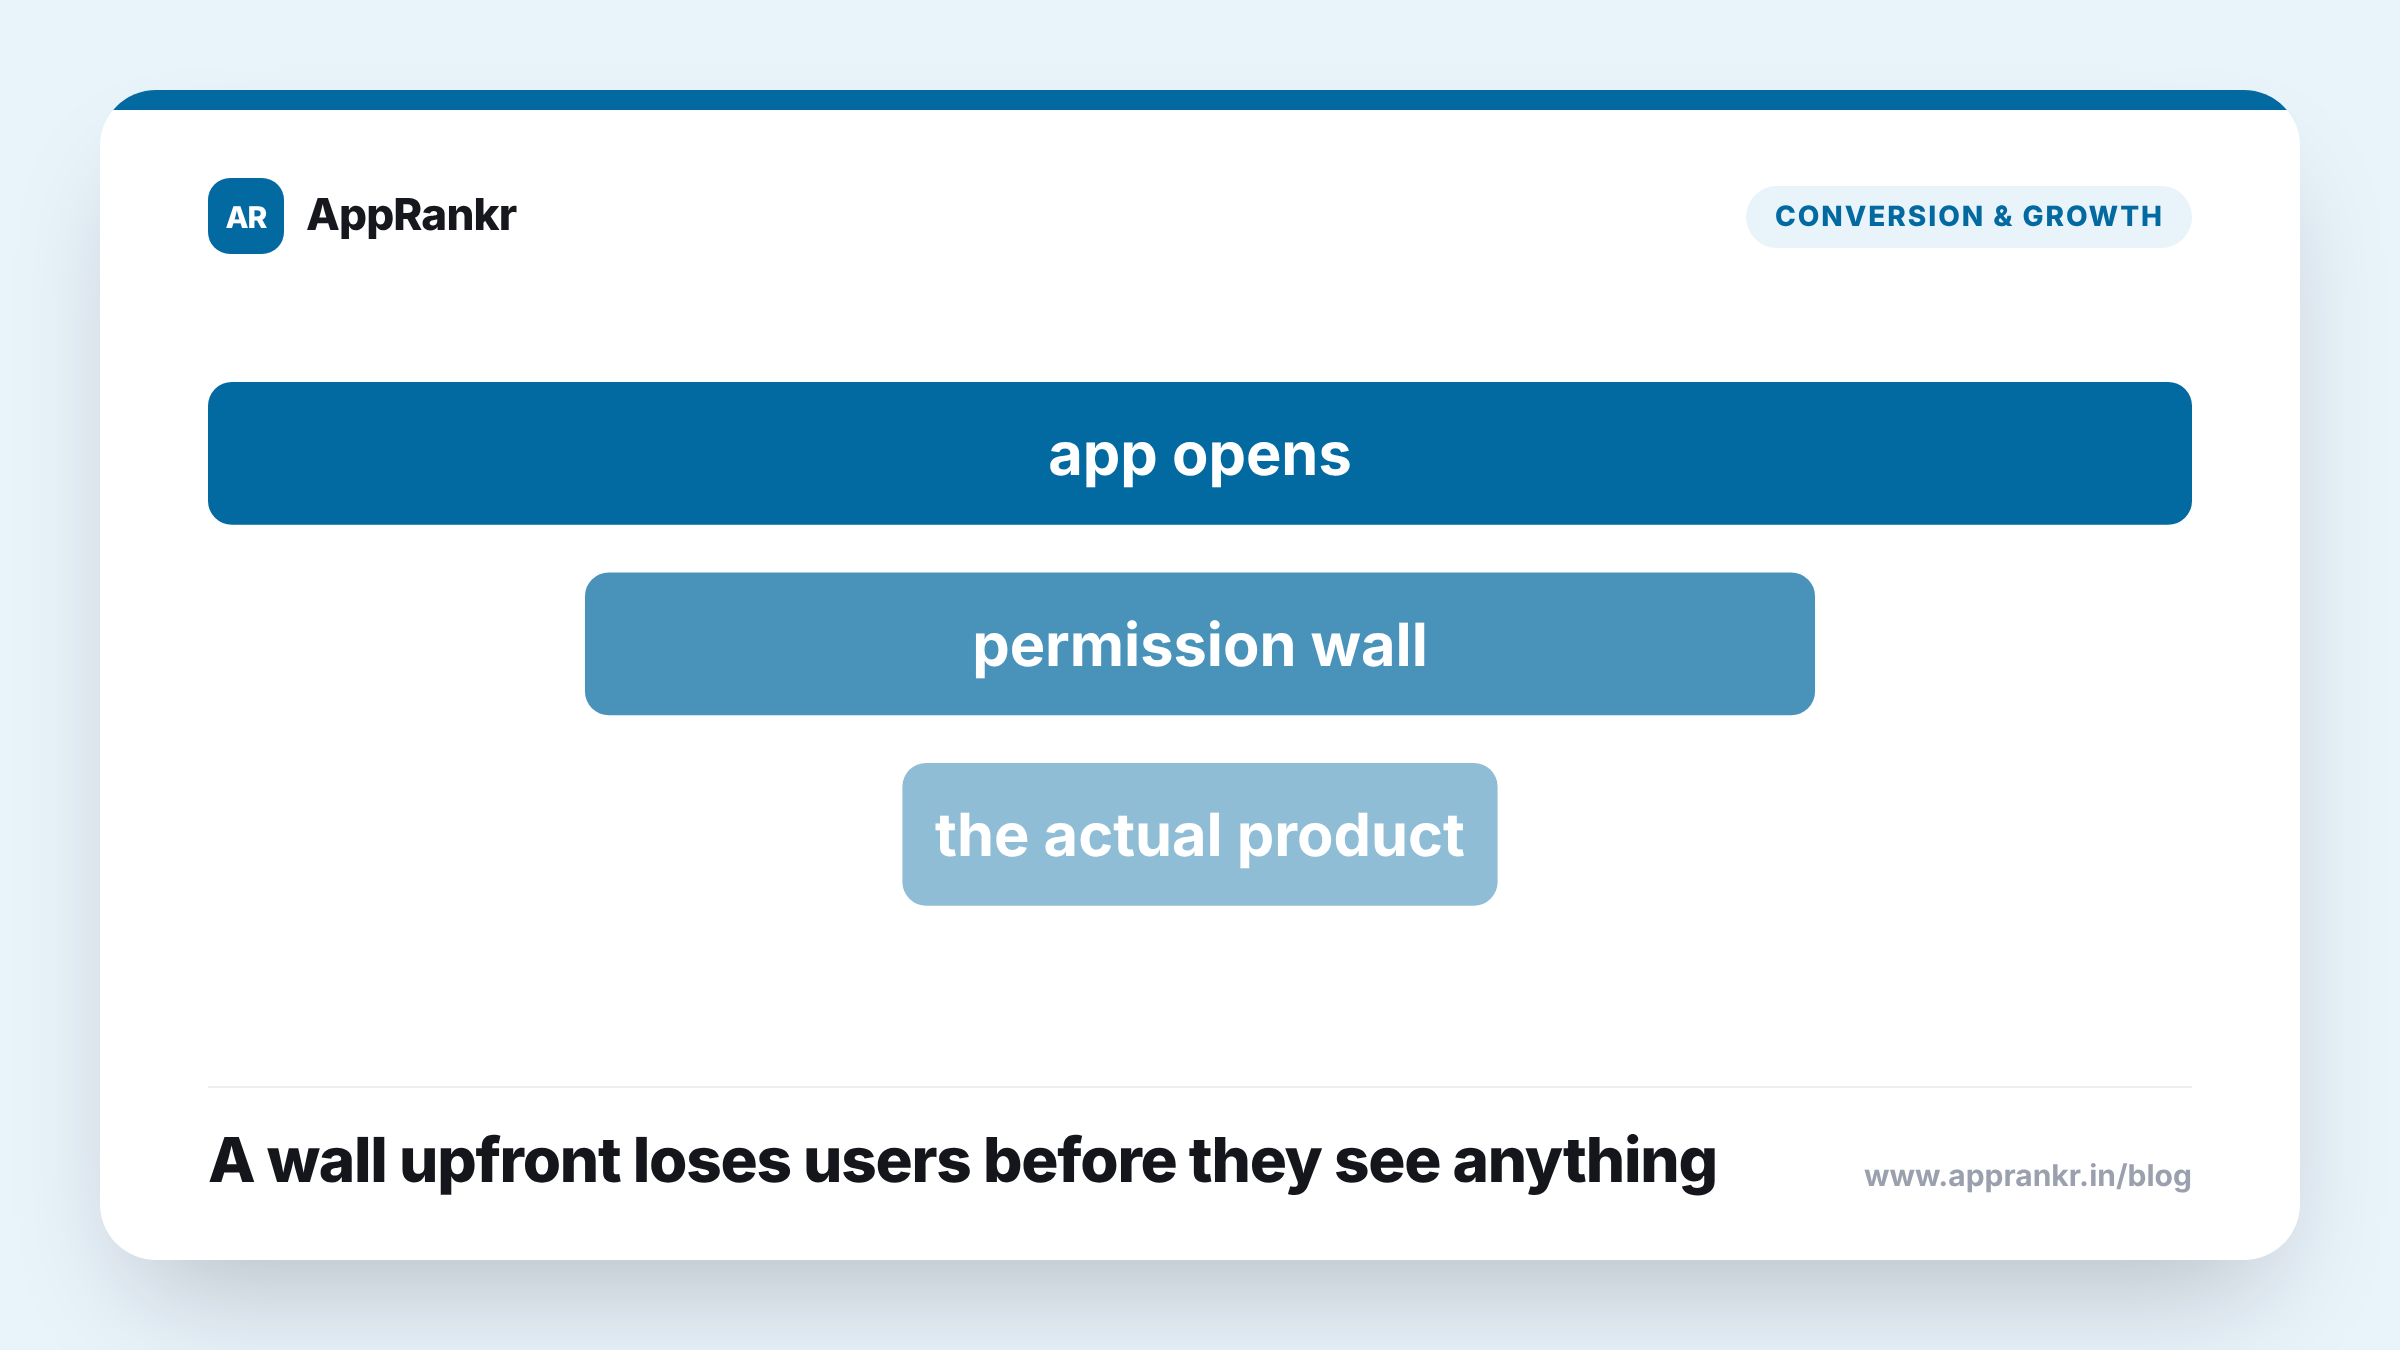 AR AppRankr
CONVERSION & GROWTH
app opens
permission wall
the actual product
A wall upfront loses users before they see anything
www.apprankr.in/blog